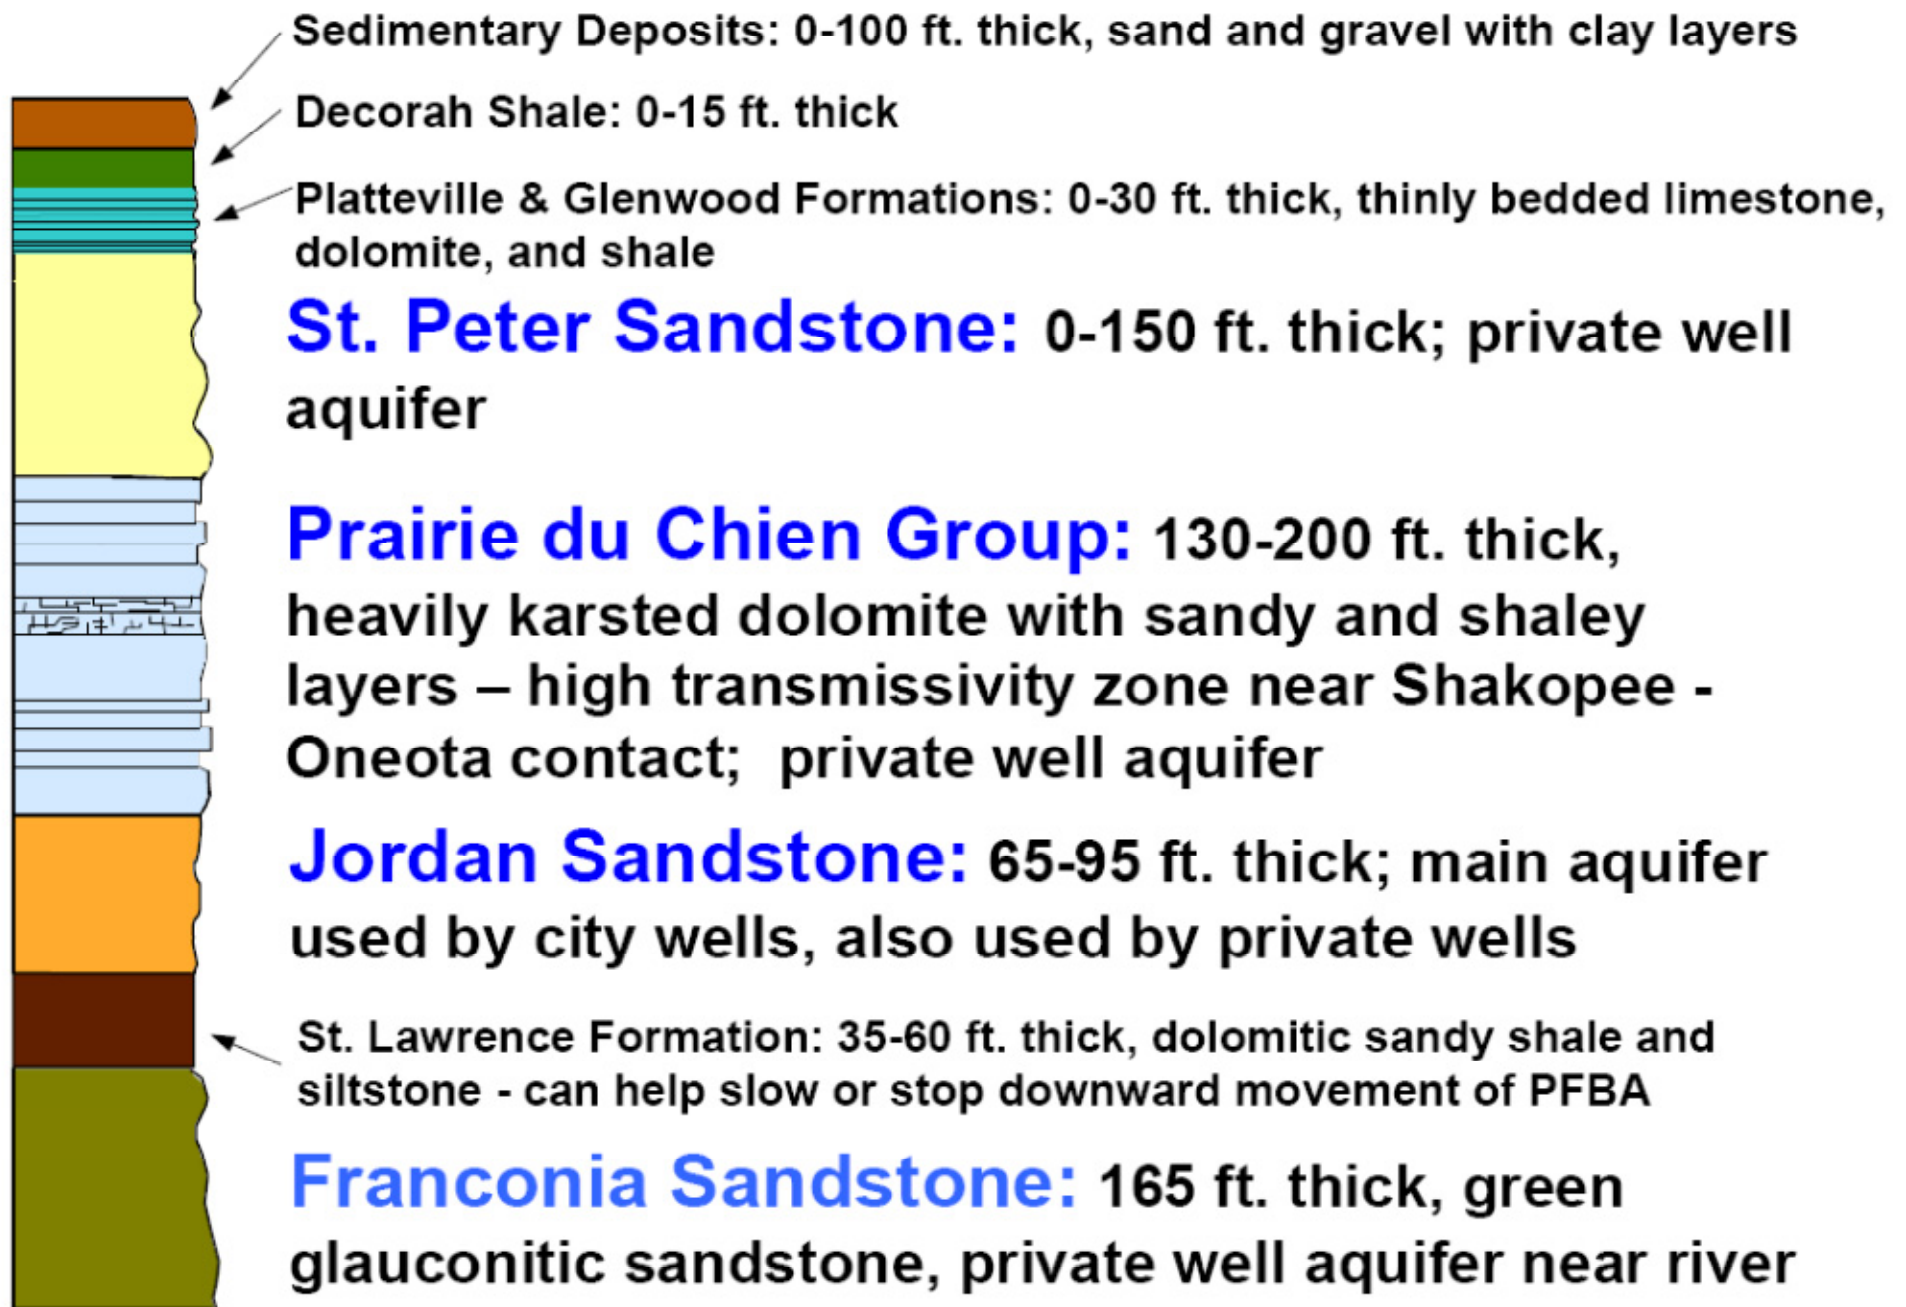 Sedimentary Deposits: 0-100 ft. thick, sand and gravel with clay layers
Decorah Shale: 0-15 ft. thick
Platteville & Glenwood Formations: 0-30 ft. thick, thinly bedded limestone,
dolomite, and shale
St. Peter Sandstone: 0-150 ft. thick; private well
aquifer
Prairie du Chien Group: 130-200 ft. thick,
heavily karsted dolomite with sandy and shaley
layers – high transmissivity zone near Shakopee -
Oneota contact;  private well aquifer
Jordan Sandstone: 65-95 ft. thick; main aquifer
used by city wells, also used by private wells
St. Lawrence Formation: 35-60 ft. thick, dolomitic sandy shale and
siltstone - can help slow or stop downward movement of PFBA
Franconia Sandstone: 165 ft. thick, green
glauconitic sandstone, private well aquifer near river